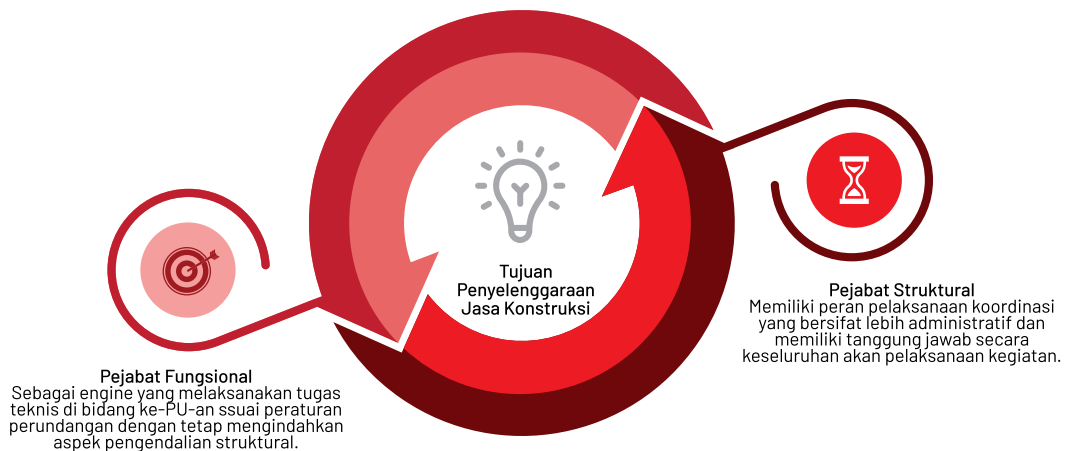 Tujuan
Penyelenggaraan
Jasa Konstruksi
Pejabat Struktural
Memiliki peran pelaksanaan koordinasi
yang bersifat lebih administratif dan
memiliki tanggung jawab secara
keseluruhan akan pelaksanaan kegiatan.
Pejabat Fungsional
Sebagai engine yang melaksanakan tugas
teknis di bidang ke-PU-an ssuai peraturan
perundangan dengan tetap mengindahkan
aspek pengendalian struktural.